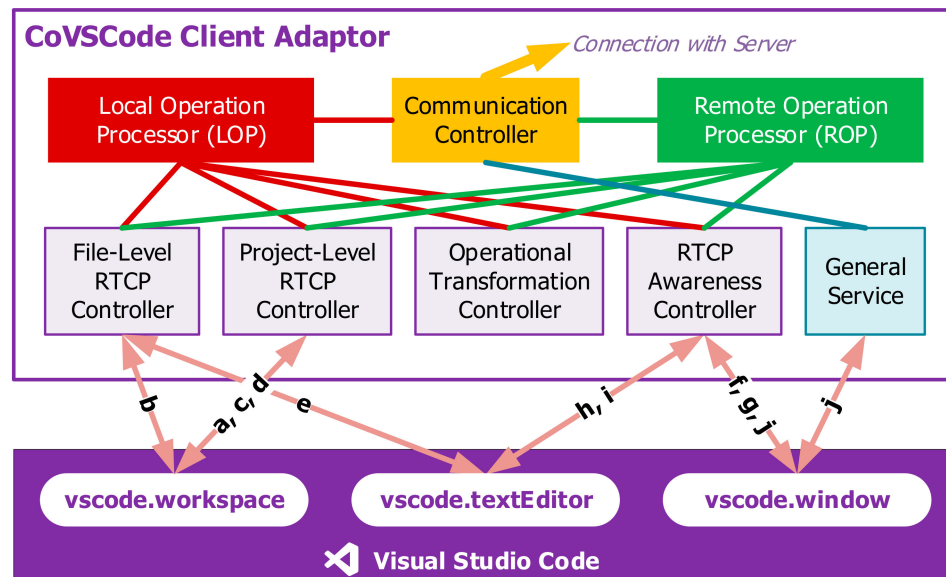 CoVSCode Client Adaptor
Connection with Server
Local Operation
Processor (LOP)
Communication
Controller
Remote Operation
Processor (ROP)
File-Level
RTCP
Controller
Project-Level
RTCP
Controller
Operational
Transformation
Controller
RTCP
Awareness
Controller
General
Service
b
a, c, d
e
h, i
f, g, j
j
vscode.workspace
vscode.textEditor
vscode.window
Visual Studio Code